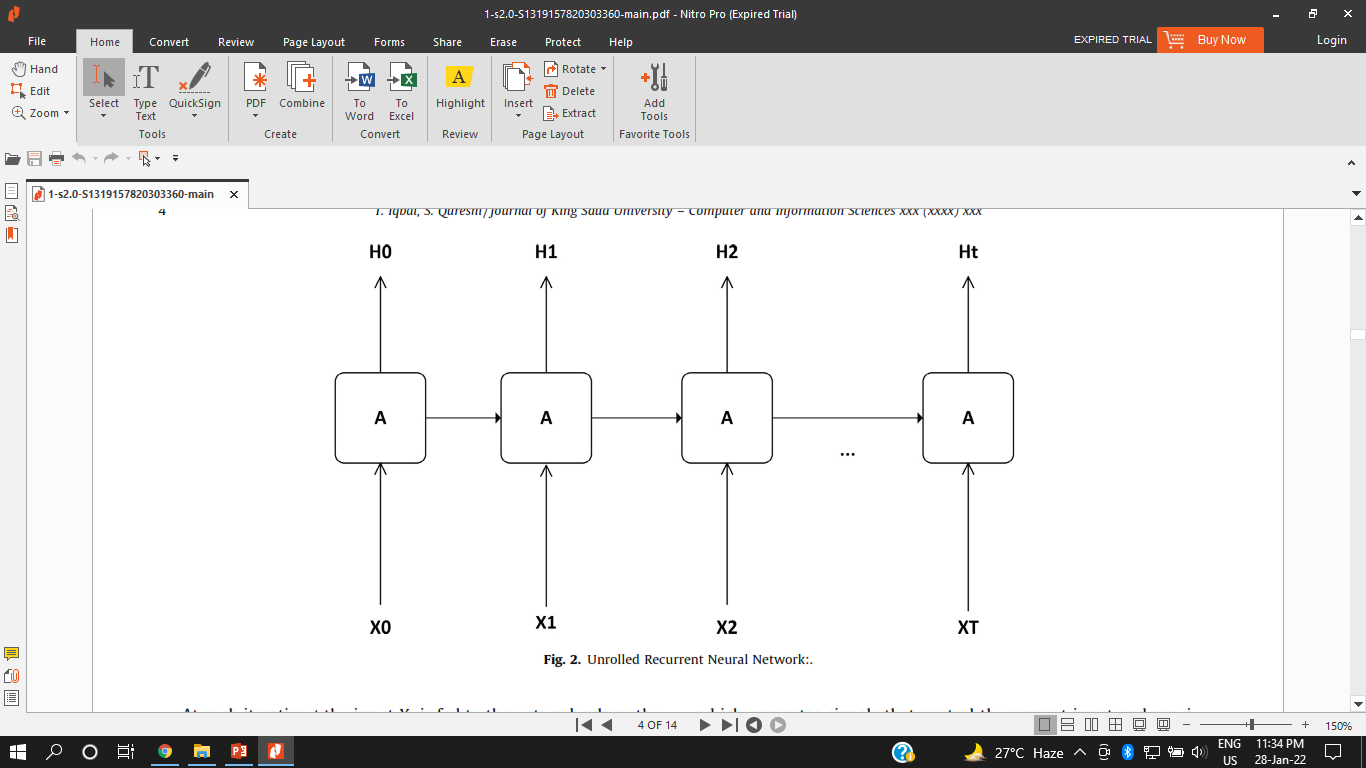 1-s2.0-S1319157820303360-main.pdf - Nitro Pro (Expired Trial)
File Home Convert Review Page Layout Forms Share Erase Protect Help EXPIRED TRIAL Buy Now Login
Hand
Edit
Zoom
Select
Type Text
QuickSign
Tools
PDF
Combine
Create
To Word
To Excel
Convert
A
Highlight
Review
Insert
Rotate
Delete
Extract
Page Layout
Add Tools
Favorite Tools
1-s2.0-S1319157820303360-main
4 T. Iqbal, S. Qureshi / Journal of King Saud University – Computer and Information Sciences xxx (xxxx) xxx
H0 H1 H2 Ht
A A A A
...
X0 X1 X2 XT
Fig. 2. Unrolled Recurrent Neural Network:.
4 OF 14
150%
27°C Haze
ENG
US
11:34 PM
28-Jan-22